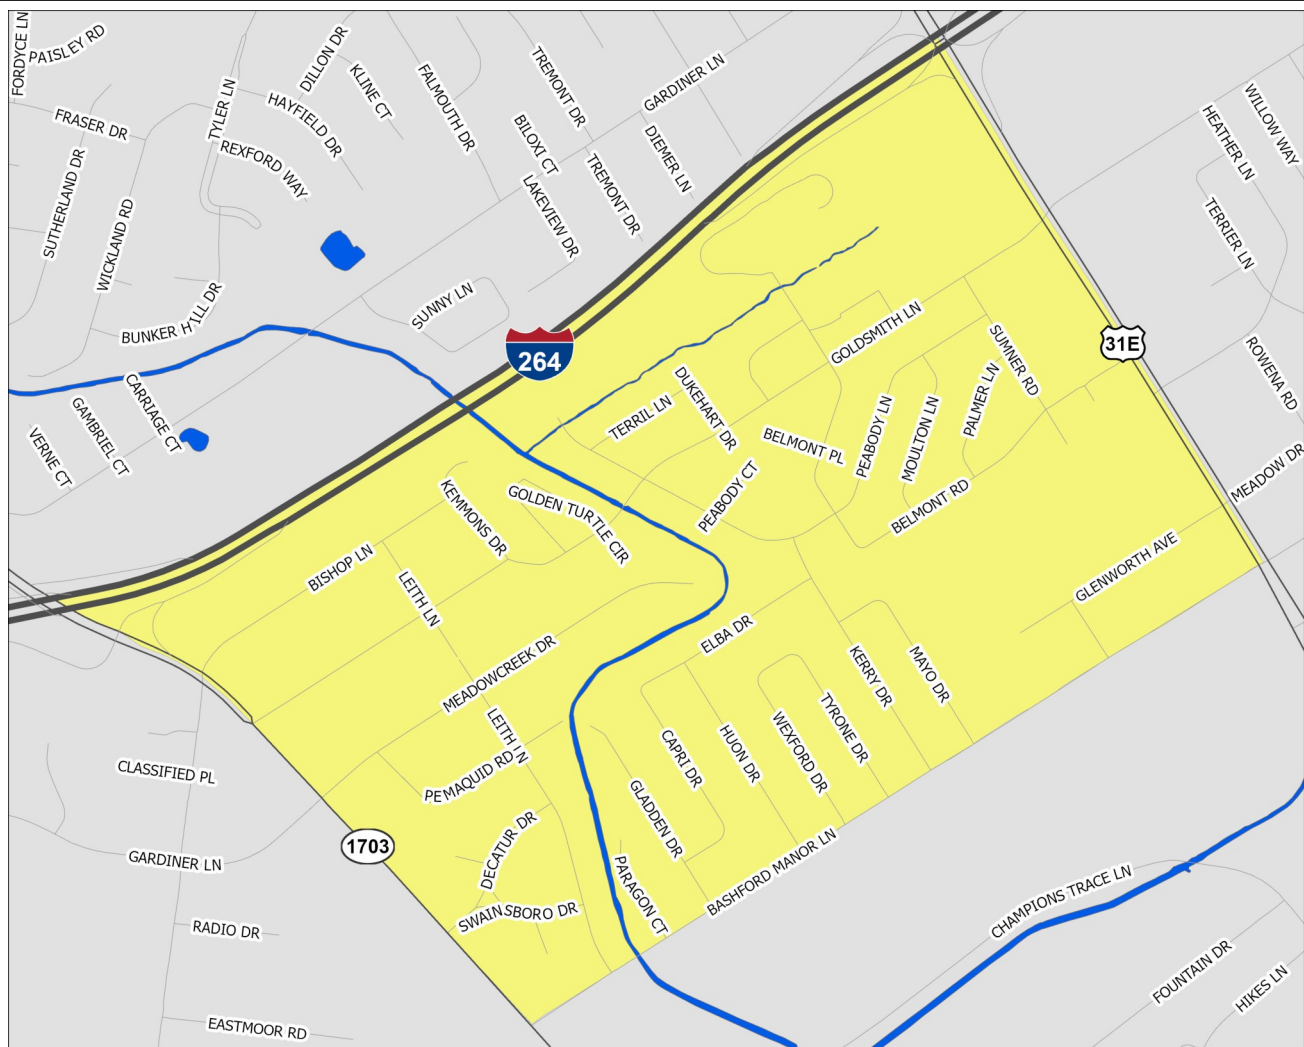 FORDYCE LN
PAISLEY RD
DILLON DR
KLINE CT
FALMOUTH DR
TREMONT DR
GARDINER LN
WILLOW WAY
HEATHER LN
FRASER DR
TYLER LN
HAYFIELD DR
BILOXI CT
DIEMER LN
REXFORD WAY
SUTHERLAND DR
WICKLAND RD
LAKEVIEW DR
TREMONT DR
TERRIER LN
SUNNY LN
BUNKER HILL DR
264
GOLDSMITH LN
31E
SUMNER RD
ROWENA RD
CARRIAGE CT
GAMBRIEL CT
VERNE CT
TERRIL LN
DUKEHART DR
BELMONT PL
PEABODY LN
MOULTON LN
PALMER LN
MEADOW DR
KEMMONS DR
GOLDEN TURTLE CIR
PEABODY CT
BELMONT RD
BISHOP LN
LEITH LN
GLENWORTH AVE
MEADOWCREEK DR
ELBA DR
KERRY DR
MAYO DR
LEITH LN
CAPRI DR
HUON DR
WEXFORD DR
TYRONE DR
CLASSIFIED PL
PEMAQUID RD
GLADDEN DR
1703
GARDINER LN
DECATUR DR
PARAGON CT
BASHFORD MANOR LN
SWAINSBORO DR
CHAMPIONS TRACE LN
RADIO DR
FOUNTAIN DR
HIKES LN
EASTMOOR RD